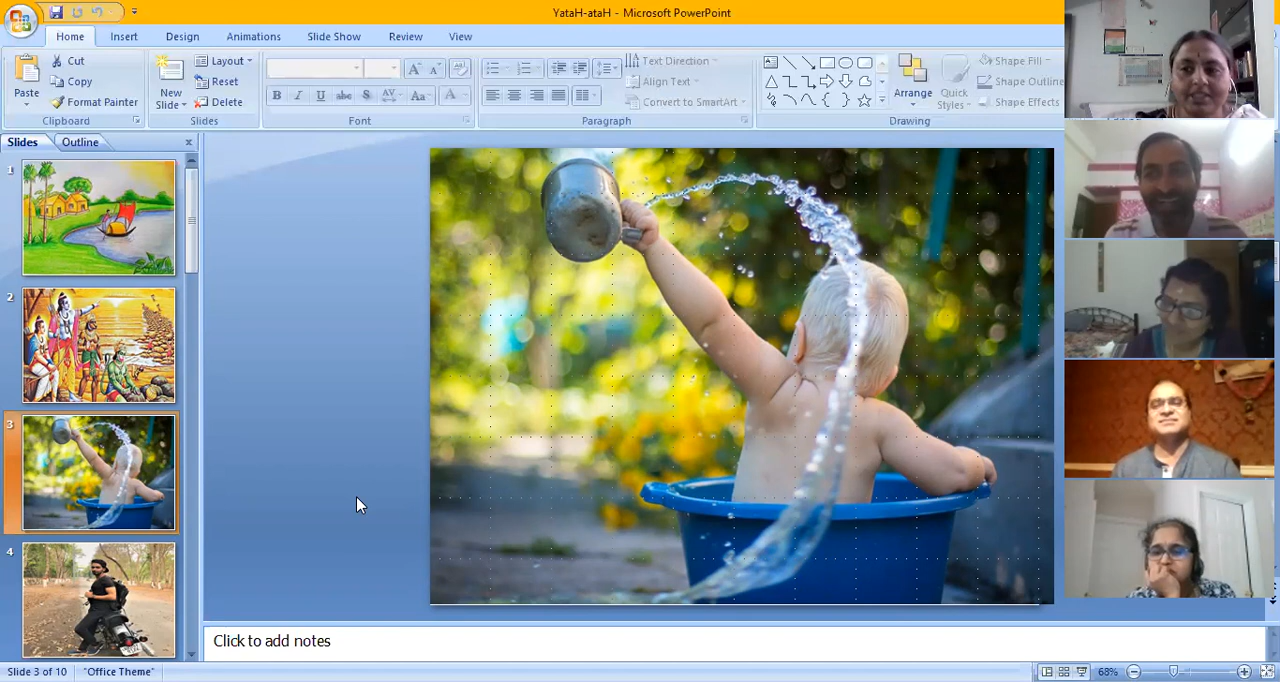 YataH-ataH - Microsoft PowerPoint
Home Insert Design Animations Slide Show Review View
Paste
Cut
Copy
Format Painter
Clipboard
New Slide
Layout
Reset
Delete
Slides
B I U abc S AV Aa A
Font
Text Direction
Align Text
Convert to SmartArt
Paragraph
Arrange
Quick Styles
Shape Fill
Shape Outline
Shape Effects
Drawing
Slides Outline
1
2
3
4
Click to add notes
Slide 3 of 10 "Office Theme" 68%